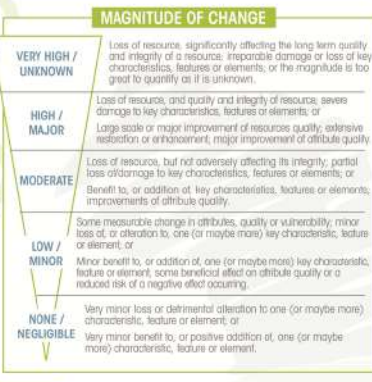 MAGNITUDE OF CHANGE
VERY HIGH /
UNKNOWN
Loss of resource, significantly affecting the long term quality
and integrity of a resource; irreparable damage or loss of key
characteristics, features or elements; or the magnitude is too
great to quantify as it is unknown.
HIGH /
MAJOR
Loss of resource, and quality and integrity of resource; severe
damage to key characteristics, features or elements; or
Large scale or major improvement of resources quality; extensive
restoration or enhancement; major improvement of attribute quality.
MODERATE
Loss of resource, but not adversely affecting its integrity; partial
loss of/damage to key characteristics, features or elements; or
Benefit to, or addition of, key characteristics, features or elements;
improvements of attribute quality.
LOW /
MINOR
Some measurable change in attributes, quality or vulnerability; minor
loss of, or alteration to, one (or maybe more) key characteristic, feature
or element; or
Minor benefit to, or addition of, one (or maybe more) key characteristic,
feature or element; some beneficial effect on attribute quality or a
reduced risk of a negative effect occurring.
NONE /
NEGLIGIBLE
Very minor loss or detrimental alteration to one (or maybe more)
characteristic, feature or element; or
Very minor benefit to, or positive addition of, one (or maybe
more) characteristic, feature or element.